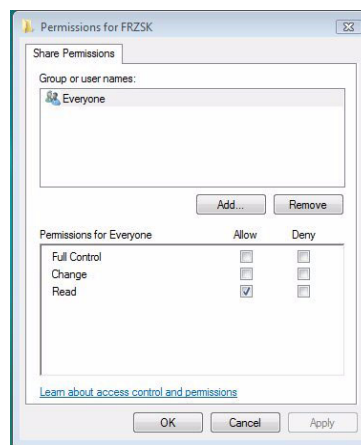 Permissions for FRZSK
Share Permissions
Group or user names:
Everyone
Add... Remove
Permissions for Everyone Allow Deny
Full Control
Change
Read
Learn about access control and permissions
OK Cancel Apply